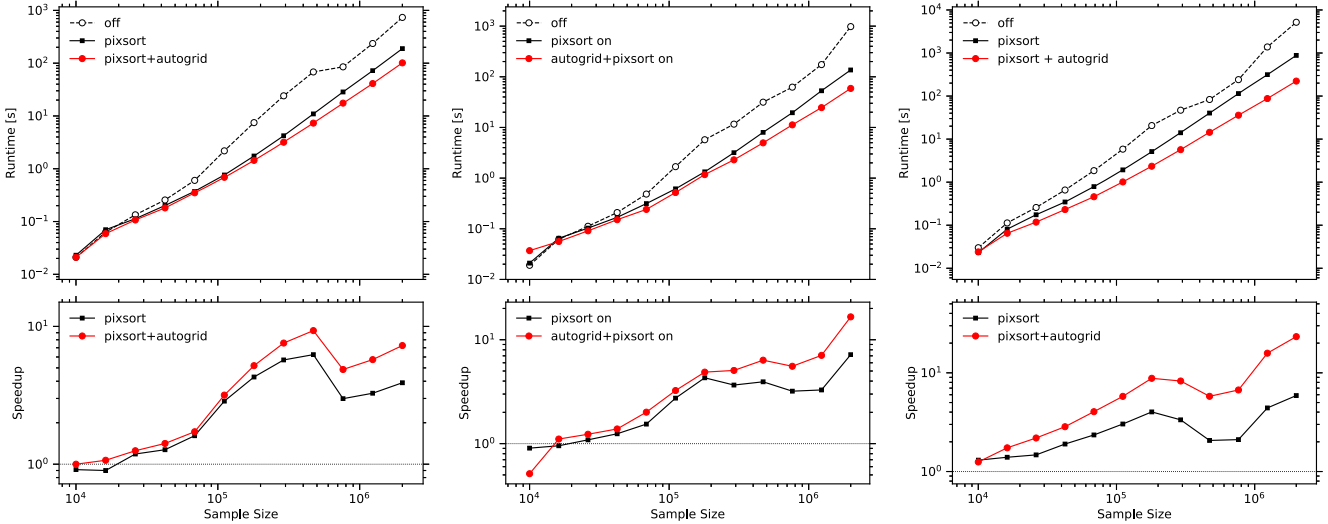 10³
10²
10¹
10⁰
10⁻¹
10⁻²
Runtime [s]
off
pixsort
pixsort+autogrid
10¹
10⁰
Speedup
pixsort
pixsort+autogrid
10⁴
10⁵
10⁶
Sample Size
10³
10²
10¹
10⁰
10⁻¹
10⁻²
Runtime [s]
off
pixsort on
autogrid+pixsort on
10¹
10⁰
Speedup
pixsort on
autogrid+pixsort on
10⁴
10⁵
10⁶
Sample Size
10⁴
10³
10²
10¹
10⁰
10⁻¹
10⁻²
Runtime [s]
off
pixsort
pixsort + autogrid
10¹
10⁰
Speedup
pixsort
pixsort+autogrid
10⁴
10⁵
10⁶
Sample Size